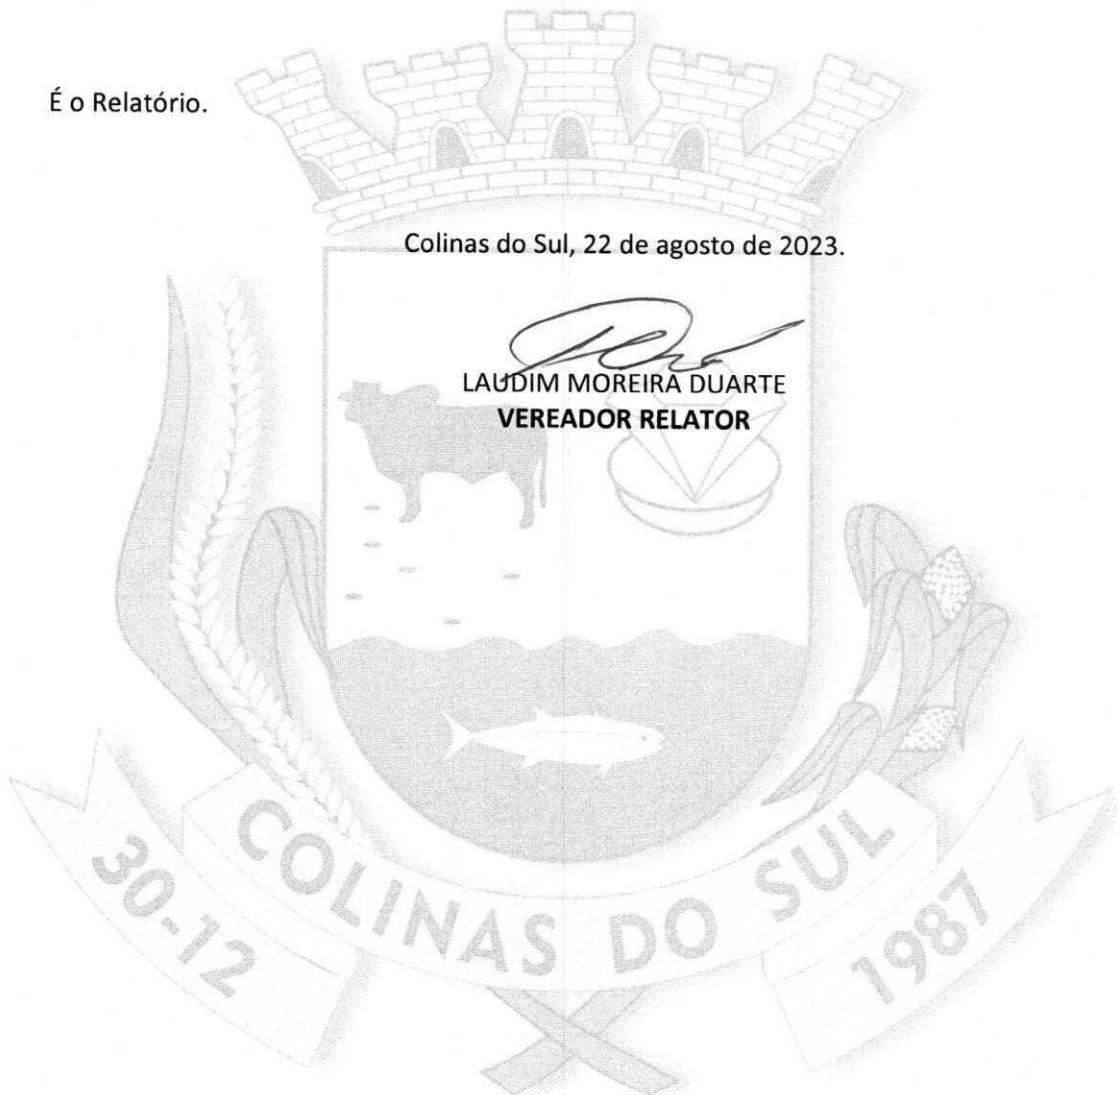 É o Relatório.
Colinas do Sul, 22 de agosto de 2023.
LAUDIM MOREIRA DUARTE
VEREADOR RELATOR
COLINAS DO SUL
30-12
1987